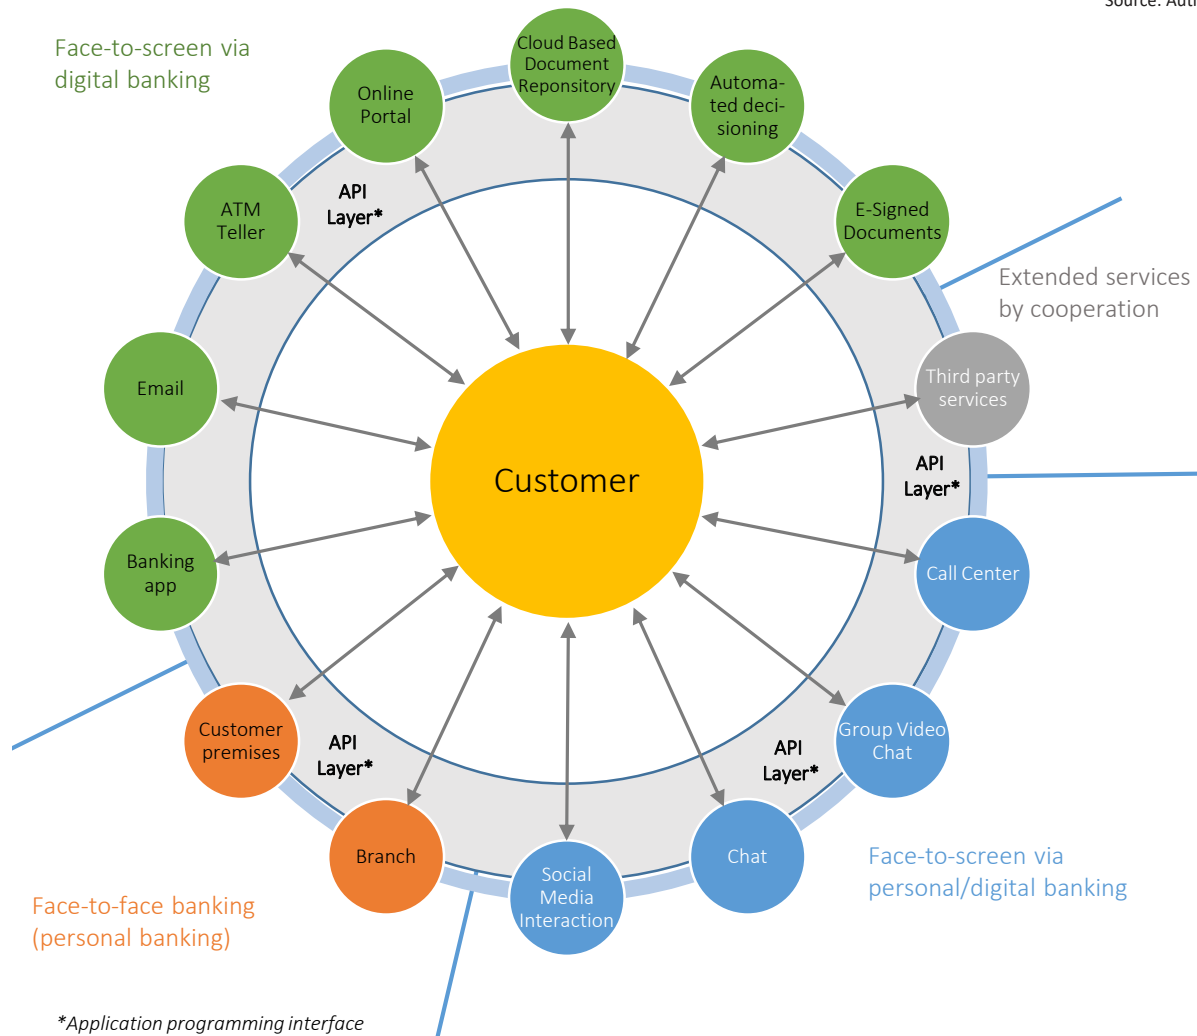 Face-to-screen via
digital banking
Cloud Based
Document
Reponsitory
Automa-
ted deci-
sioning
Online
Portal
ATM
Teller
API
Layer*
E-Signed
Documents
Extended services
by cooperation
Email
Third party
services
Customer
API
Layer*
Banking
app
Call Center
Customer
premises
API
Layer*
API
Layer*
Group Video
Chat
Branch
Social
Media
Interaction
Chat
Face-to-screen via
personal/digital banking
Face-to-face banking
(personal banking)
*Application programming interface